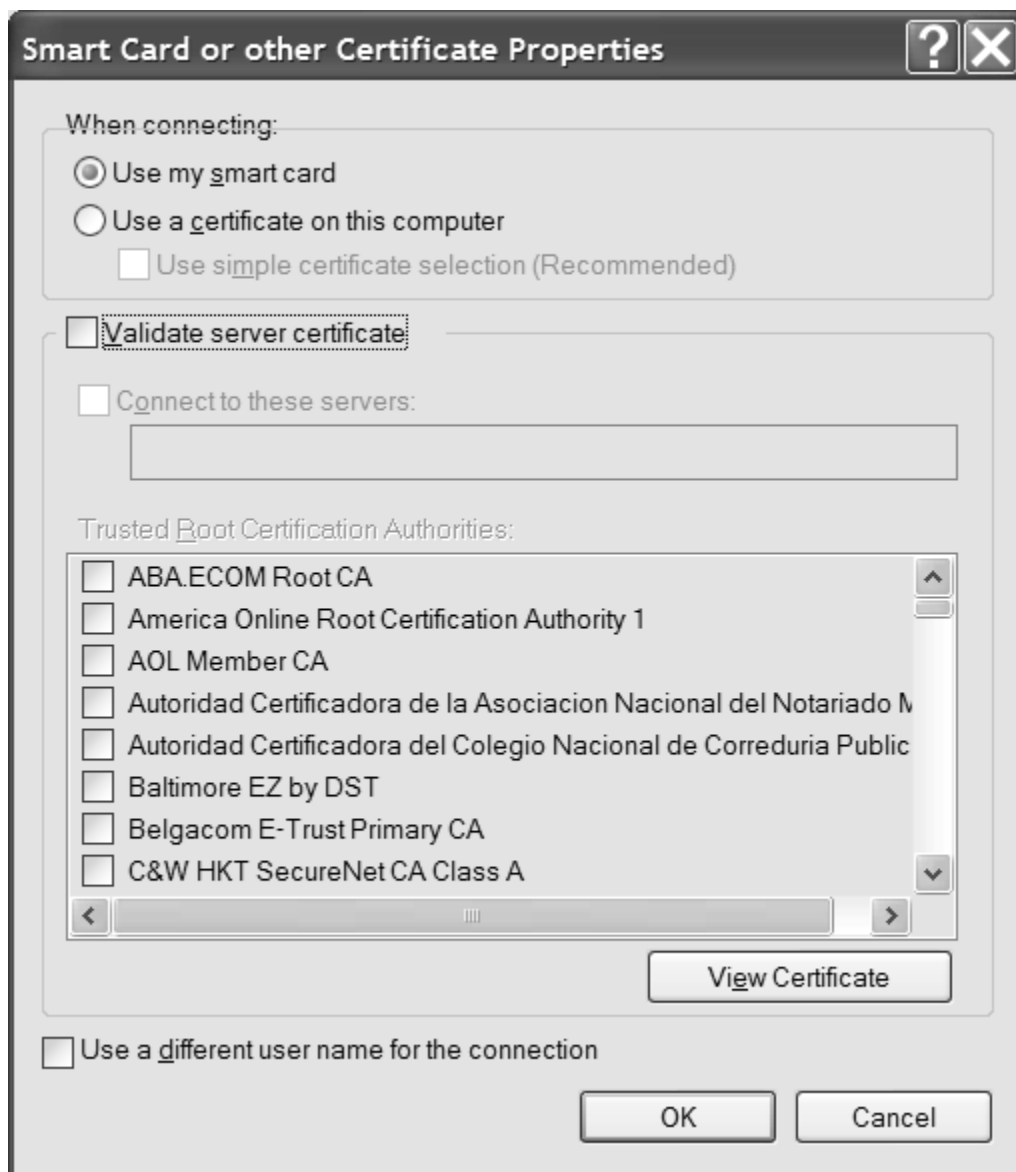 Smart Card or other Certificate Properties
When connecting:
Use my smart card
Use a certificate on this computer
Use simple certificate selection (Recommended)
Validate server certificate
Connect to these servers:
Trusted Root Certification Authorities:
ABA.ECOM Root CA
America Online Root Certification Authority 1
AOL Member CA
Autoridad Certificadora de la Asociacion Nacional del Notariado M
Autoridad Certificadora del Colegio Nacional de Correduria Public
Baltimore EZ by DST
Belgacom E-Trust Primary CA
C&W HKT SecureNet CA Class A
View Certificate
Use a different user name for the connection
OK Cancel